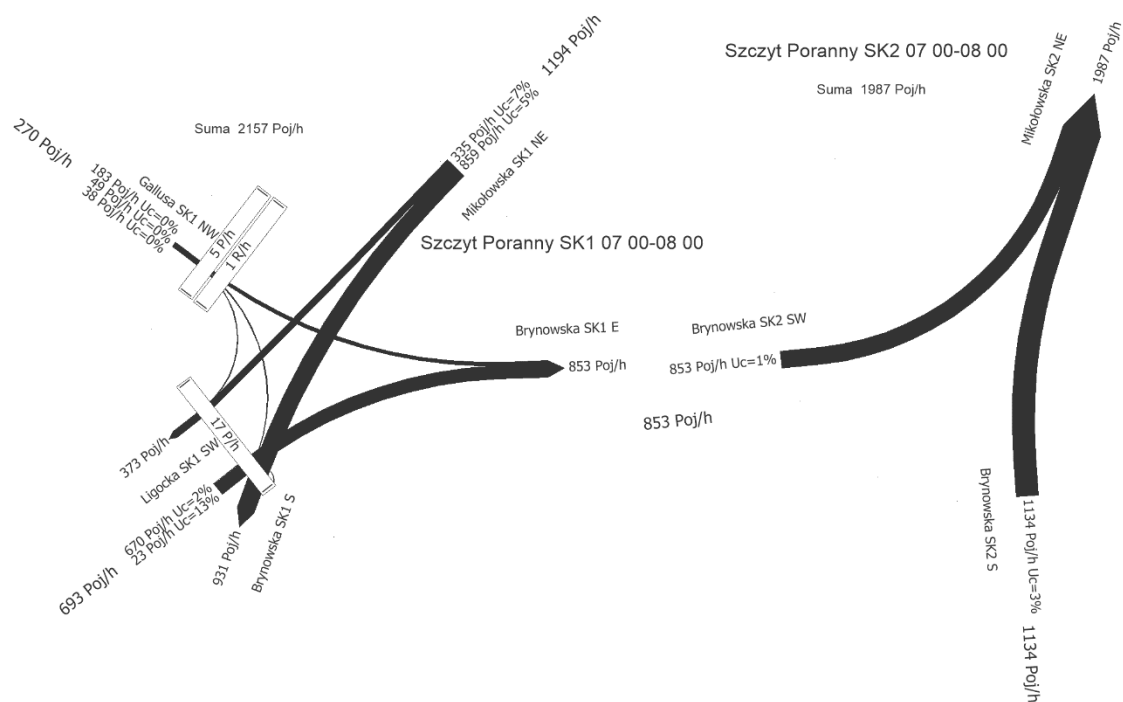 Szczyt Poranny SK1 07 00-08 00
Suma 2157 Poj/h
270 Poj/h
183 Poj/h Uc=0%
49 Poj/h Uc=0%
38 Poj/h Uc=0%
Gallusa SK1 NW
5 P/h
1 R/h
1194 Poj/h
335 Poj/h Uc=7%
859 Poj/h Uc=5%
Mikołowska SK1 NE
Brynowska SK1 E
853 Poj/h
373 Poj/h
Ligocka SK1 SW
17 P/h
670 Poj/h Uc=2%
23 Poj/h Uc=13%
693 Poj/h
931 Poj/h
Brynowska SK1 S
Szczyt Poranny SK2 07 00-08 00
Suma 1987 Poj/h
Mikołowska SK2 NE
1987 Poj/h
Brynowska SK2 SW
853 Poj/h Uc=1%
853 Poj/h
Brynowska SK2 S
1134 Poj/h Uc=3%
1134 Poj/h